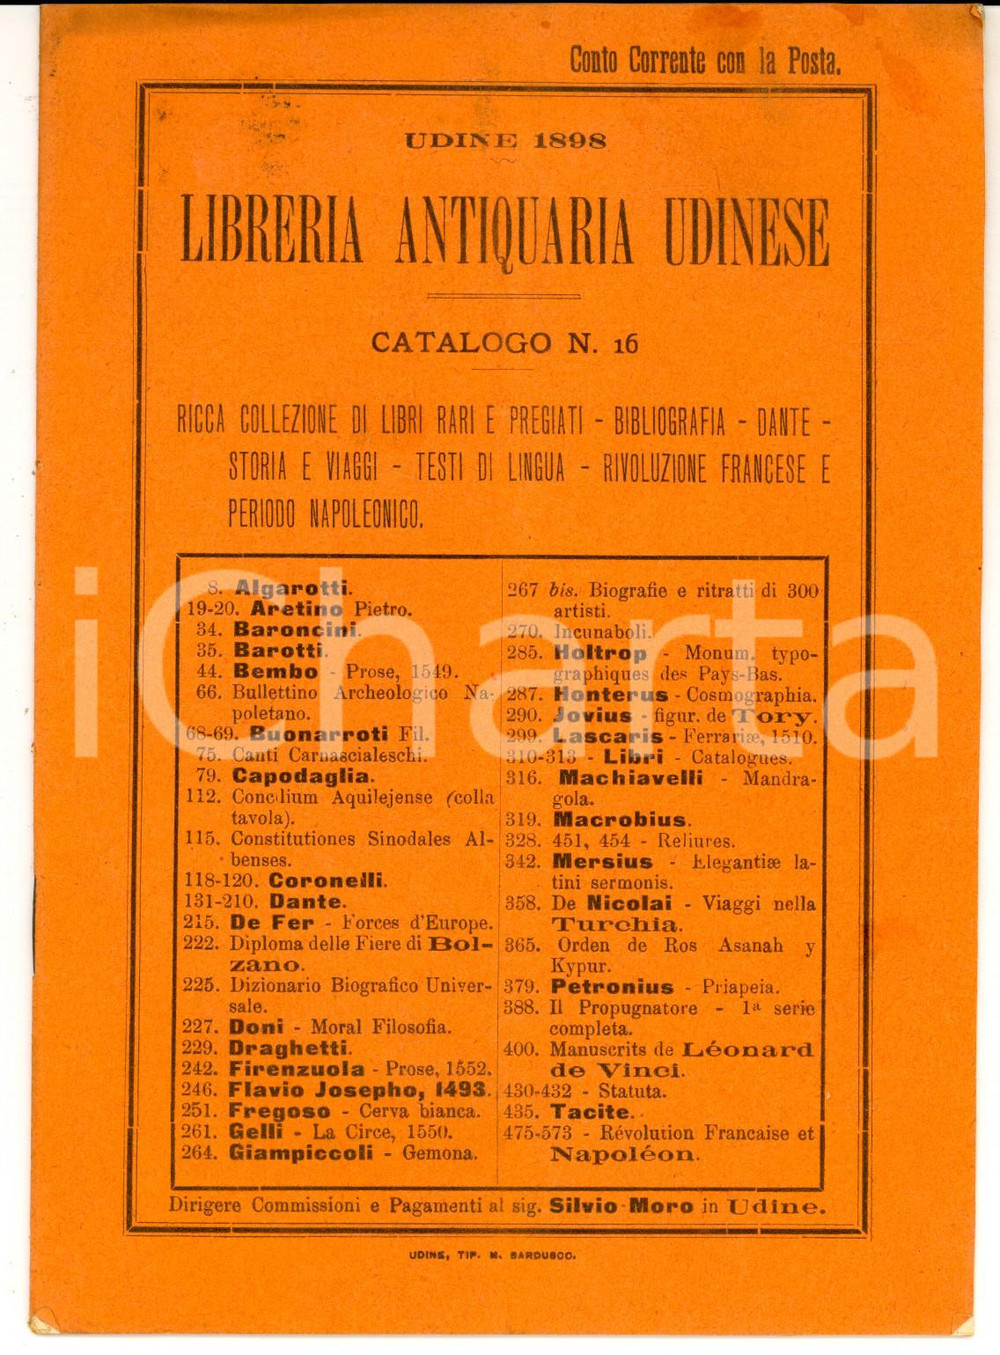 Conto Corrente con la Posta.
UDINE 1898
LIBRERIA ANTIQUARIA UDINESE
CATALOGO N. 16
RICCA COLLEZIONE DI LIBRI RARI E PREGIATI - BIBLIOGRAFIA - DANTE -
STORIA E VIAGGI - TESTI DI LINGUA - RIVOLUZIONE FRANCESE E
PERIODO NAPOLEONICO.
8. Algarotti.
19-20. Aretino Pietro.
34. Baroncini.
35. Barotti.
44. Bembo - Prose, 1549.
66. Bullettino Archeologico Na-
poletano.
68-69. Buonarroti Fil.
75. Canti Carnascialeschi.
79. Capodaglia.
112. Concilium Aquilejense (colla
tavola).
115. Constitutiones Sinodales Al-
benses.
118-120. Coronelli.
131-210. Dante.
215. De Fer - Forces d'Europe.
222. Diploma delle Fiere di Bol-
zano.
225. Dizionario Biografico Univer-
sale.
227. Doni - Moral Filosofia.
229. Draghetti.
242. Firenzuola - Prose, 1552.
246. Flavio Josepho, 1493.
251. Fregoso - Cerva bianca.
261. Gelli - La Circe, 1550.
264. Giampiccoli - Gemona.
267 bis. Biografie e ritratti di 300
artisti.
270. Incunaboli.
285. Holtrop - Monum. typo-
graphiques des Pays-Bas.
287. Honterus - Cosmographia.
290. Jovius - figur. de Tory.
299. Lascaris - Ferrariæ, 1510.
310-313 - Libri - Catalogues.
316. Machiavelli - Mandra-
gola.
319. Macrobius.
328. 451, 454 - Reliures.
342. Mersius - Elegantiæ la-
tini sermonis.
358. De Nicolai - Viaggi nella
Turchia.
365. Orden de Ros Asanah y
Kypur.
379. Petronius - Priapeia.
388. Il Propugnatore - 1ª serie
completa.
400. Manuscrits de Léonard
de Vinci.
430-432 - Statuta.
435. Tacite.
475-573 - Révolution Francaise et
Napoléon.
Dirigere Commissioni e Pagamenti al sig. Silvio Moro in Udine.
UDINE, TIP. M. BARDUSCO.
iCharta